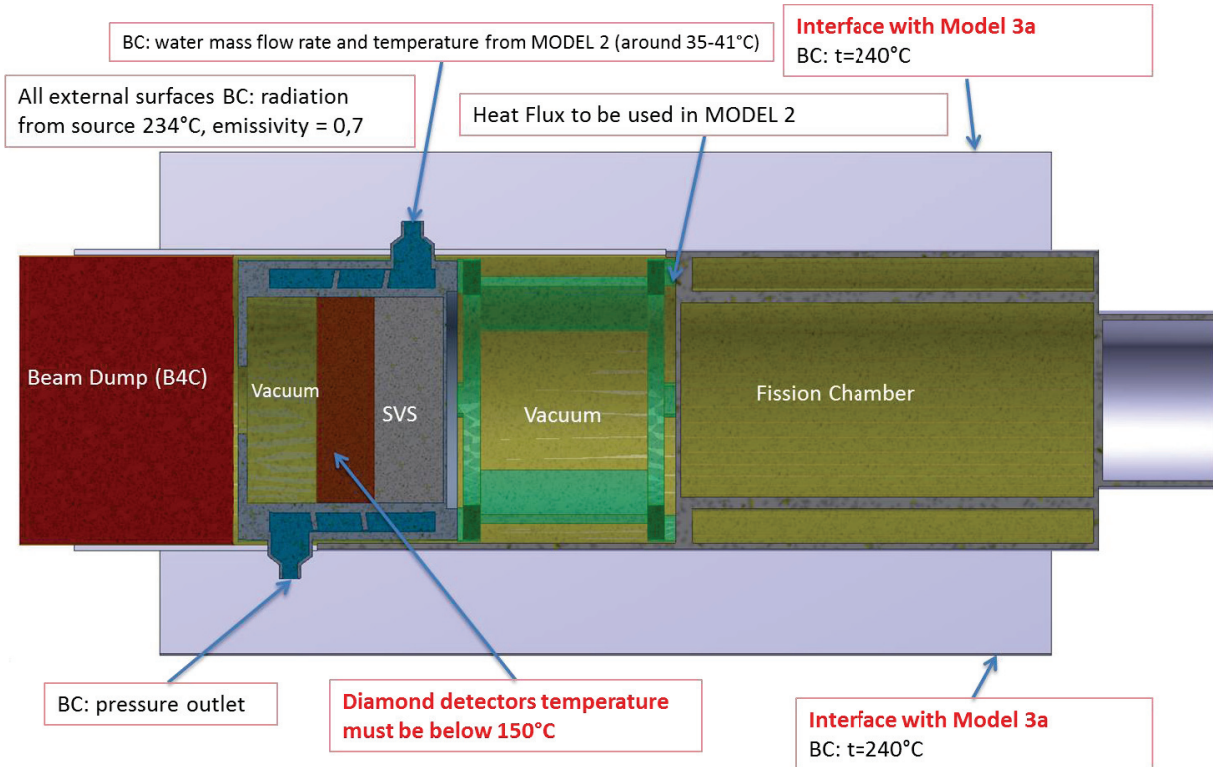 BC: water mass flow rate and temperature from MODEL 2 (around 35-41°C)
Interface with Model 3a
BC: t=240°C
All external surfaces BC: radiation
from source 234°C, emissivity = 0,7
Heat Flux to be used in MODEL 2
Beam Dump (B4C)
Vacuum
SVS
Vacuum
Fission Chamber
BC: pressure outlet
Diamond detectors temperature
must be below 150°C
Interface with Model 3a
BC: t=240°C